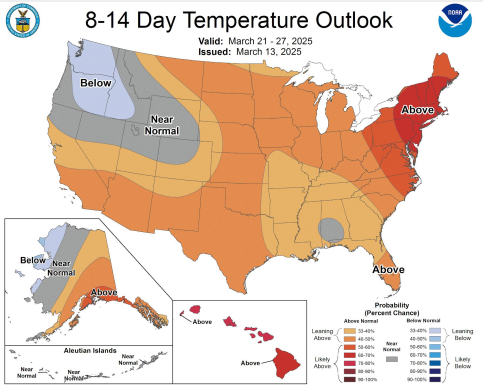 8-14 Day Temperature Outlook
Valid: March 21 - 27, 2025
Issued: March 13, 2025
NOAA
Below
Near
Normal
Above
Above
Below
Near
Normal
Above
Aleutian Islands
Near
Normal
Near
Normal
Near
Normal
Above
Above
Probability
(Percent Chance)
Above Normal
Below Normal
Leaning
Above
Likely
Above
33-40%
40-50%
50-60%
60-70%
70-80%
80-90%
90-100%
Near
Normal
33-40%
40-50%
50-60%
60-70%
70-80%
80-90%
90-100%
Leaning
Below
Likely
Below